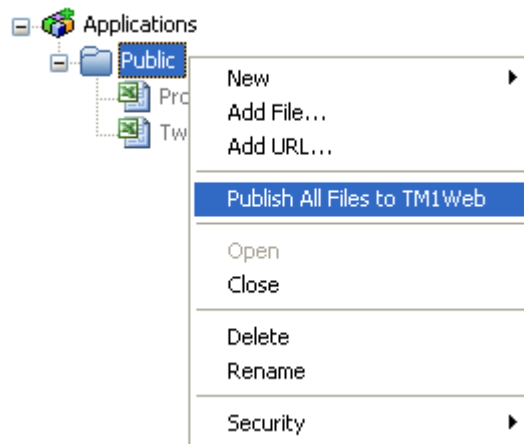 Applications
Public
New
Add File...
Add URL...
Publish All Files to TM1Web
Open
Close
Delete
Rename
Security